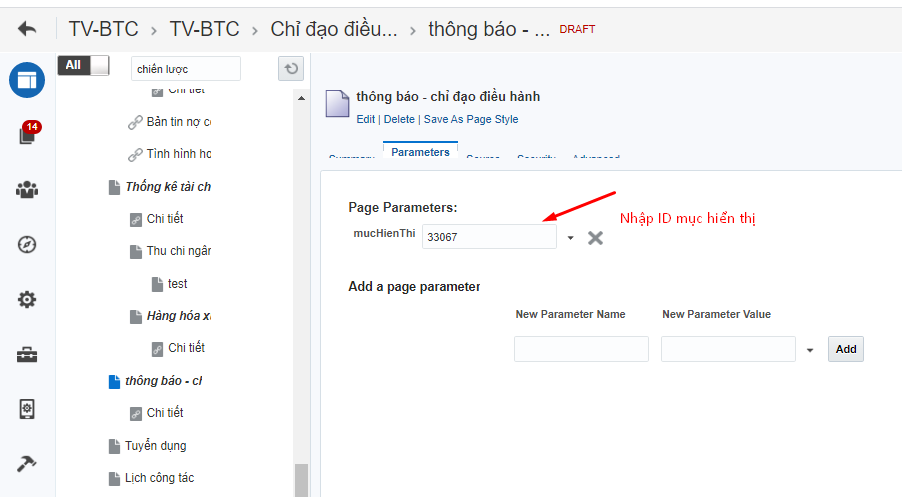 TV-BTC › TV-BTC › Chỉ đạo điều... › thông báo - ... DRAFT
All
chiến lược
14
Chi tiết
Bản tin nợ cô
Tình hình hơ
Thống kê tài ch
Chi tiết
Thu chi ngân
test
Hàng hóa xu
Chi tiết
thông báo - ch
Chi tiết
Tuyển dụng
Lịch công tác
thông báo - chỉ đạo điều hành
Edit | Delete | Save As Page Style
Summary Parameters Source Security Advanced
Page Parameters:
mucHienThi 33067
Nhập ID mục hiển thị
Add a page parameter
New Parameter Name New Parameter Value
Add